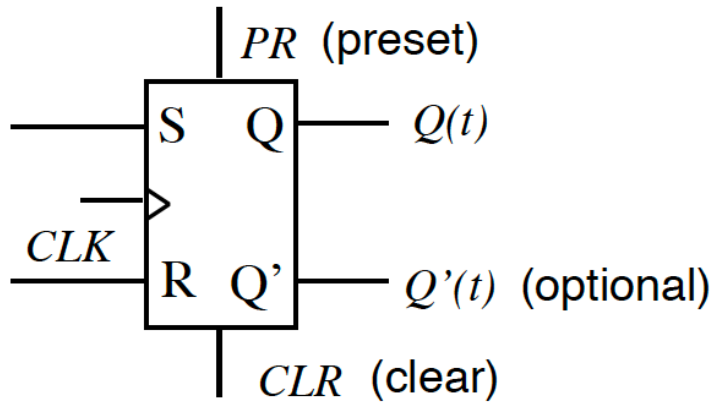 PR (preset)
S Q Q(t)
CLK
R Q' Q'(t) (optional)
CLR (clear)